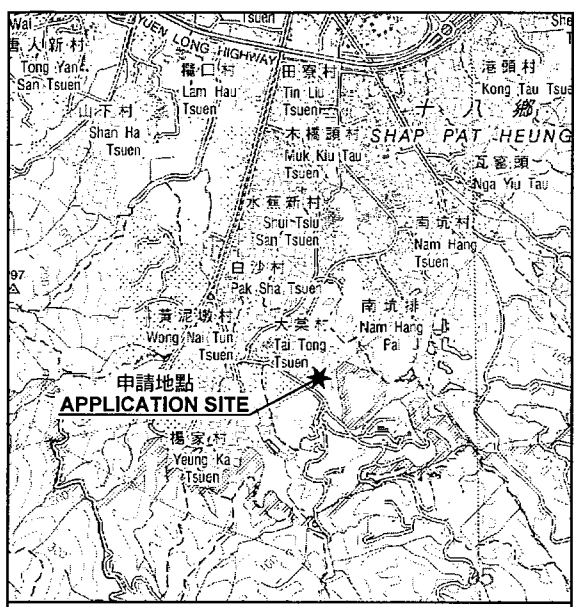 Wai
唐人新村
Tong Yan
San Tsuen
Tsuen
YUEN LONG HIGHWAY
欖口村
Lam Hau
Tsuen
田寮村
Tin Liu
Tsuen
港頭村
Kong Tau Tsue
山下村
Shan Ha
Tsuen
十八鄉
SHAP PAT HEUNG
木橋頭村
Muk Kiu Tau
Tsuen
瓦窰頭
Nga Yiu Tau
水蕉新村
Shui Tsiu
San Tsuen
南坑村
Nam Hang
Tsuen
白沙村
Pak Sha Tsuen
297
黃泥墩村
Wong Nai Tun
Tsuen
大棠村
Tai Tong
Tsuen
南坑排
Nam Hang
Pai
申請地點
APPLICATION SITE
楊家村
Yeung Ka
Tsuen